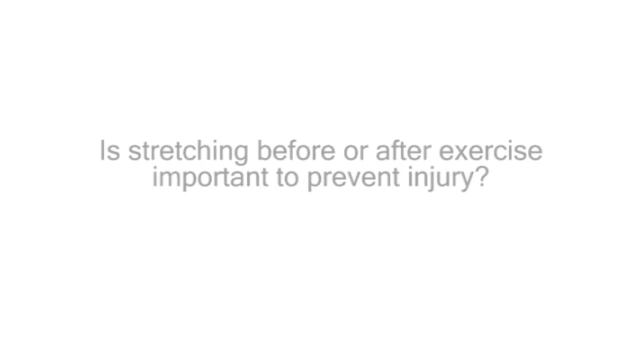 Is stretching before or after exercise
important to prevent injury?